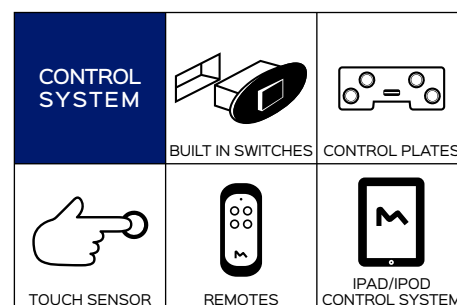 CONTROL
SYSTEM
BUILT IN SWITCHES
CONTROL PLATES
TOUCH SENSOR
REMOTES
IPAD/IPOD
CONTROL SYSTEM